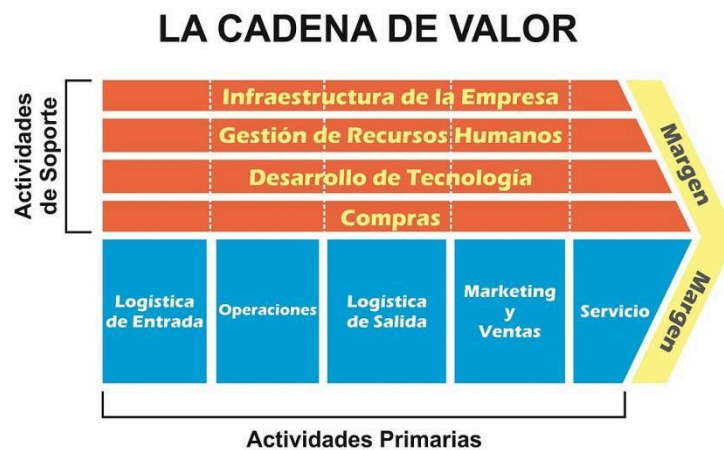 LA CADENA DE VALOR
Actividades
de Soporte
Infraestructura de la Empresa
Gestión de Recursos Humanos
Desarrollo de Tecnología
Compras
Margen
Logística
de Entrada
Operaciones
Logística
de Salida
Marketing
y
Ventas
Servicio
Margen
Actividades Primarias